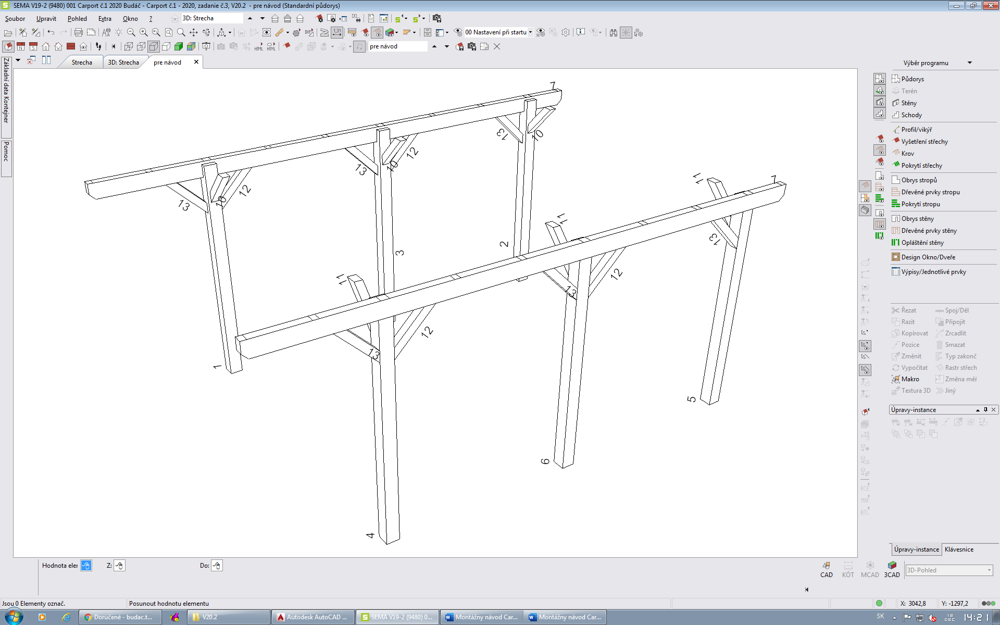 SEMA V19-2 (9480) 001 Carport č.1 2020 Budáč - Carport č.1 - 2020, zadanie č.3, V20.2 - pre návod (Standardní půdorys)
Soubor Upravit Pohled Extra Okno ? 3D: Strecha
1,31 00 Nastavení při startu
HTML HTML pre návod
Strecha 3D: Strecha pre návod
Základní data Kontejner
Pomoc
7
13
10
13
10
12
13
10
12
11
7
11
13
2
3
11
12
13
12
13
1
5
6
4
Výběr programu
Půdorys
Terén
Stěny
Schody
Profil/vikýř
Vyšetření střechy
Krov
Pokrytí střechy
Obrys stropů
Dřevěné prvky stropu
Pokrytí stropu
Obrys stěny
Dřevěné prvky stěny
Opláštění stěny
Design Okno/Dveře
Výpisy/Jednotlivé prvky
Řezat Spoj/Děl
Razit Připojit
Kopírovat Zrcadlit
Pozice Smazat
Změnit Typ zakonč
Vypočítat Rastr střech
Makro Změna měř
Textura 3D Jiný
Úpravy-instance
RCE
MXF
BTL
Úpravy-instance Klávesnice
Hodnota eler Z: Do:
CAD KÓT MCAD 3CAD 3D-Pohled
Jsou 0 Elementy označ. Posunout hodnotu elementu X: 3042,8 Y: -1297,2
Doručené - budac.t... V20.2 Autodesk AutoCAD ... SEMA V19-2 (9480) 0... Montážny návod Car... Montážny návod Car... SK 12 DEC 14:21